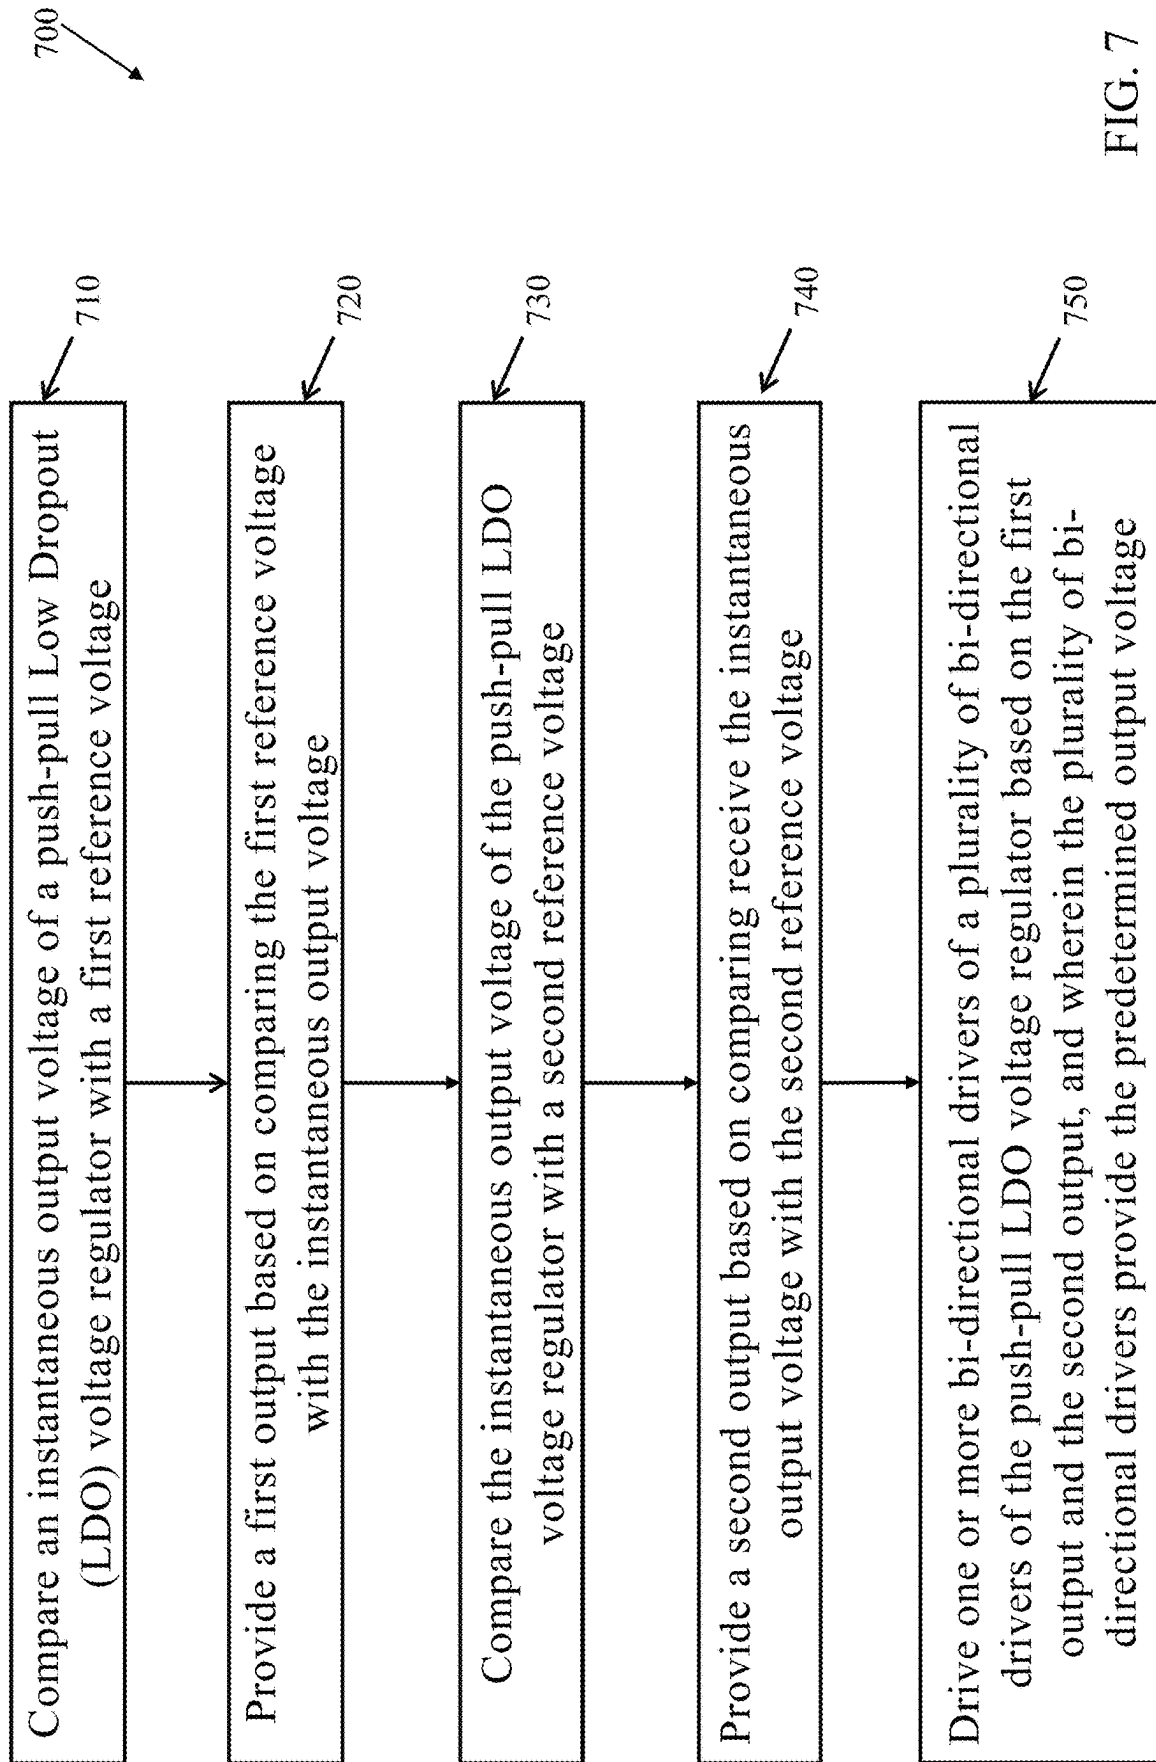 700
710
Compare an instantaneous output voltage of a push-pull Low Dropout
(LDO) voltage regulator with a first reference voltage
720
Provide a first output based on comparing the first reference voltage
with the instantaneous output voltage
730
Compare the instantaneous output voltage of the push-pull LDO
voltage regulator with a second reference voltage
740
Provide a second output based on comparing receive the instantaneous
output voltage with the second reference voltage
750
Drive one or more bi-directional drivers of a plurality of bi-directional
drivers of the push-pull LDO voltage regulator based on the first
output and the second output, and wherein the plurality of bi-
directional drivers provide the predetermined output voltage
FIG. 7